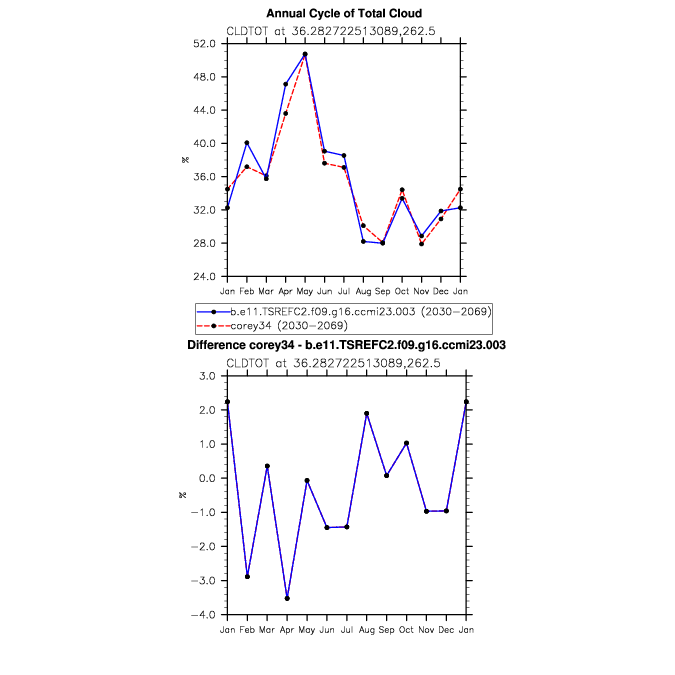 Annual Cycle of Total Cloud
CLDTOT at 36.282722513089,262.5
52.0
48.0
44.0
40.0
36.0
32.0
28.0
24.0
%
Jan Feb Mar Apr May Jun Jul Aug Sep Oct Nov Dec Jan
b.e11.TSREFC2.f09.g16.ccmi23.003 (2030-2069)
corey34 (2030-2069)
Difference corey34 - b.e11.TSREFC2.f09.g16.ccmi23.003
CLDTOT at 36.282722513089,262.5
3.0
2.0
1.0
0.0
-1.0
-2.0
-3.0
-4.0
%
Jan Feb Mar Apr May Jun Jul Aug Sep Oct Nov Dec Jan